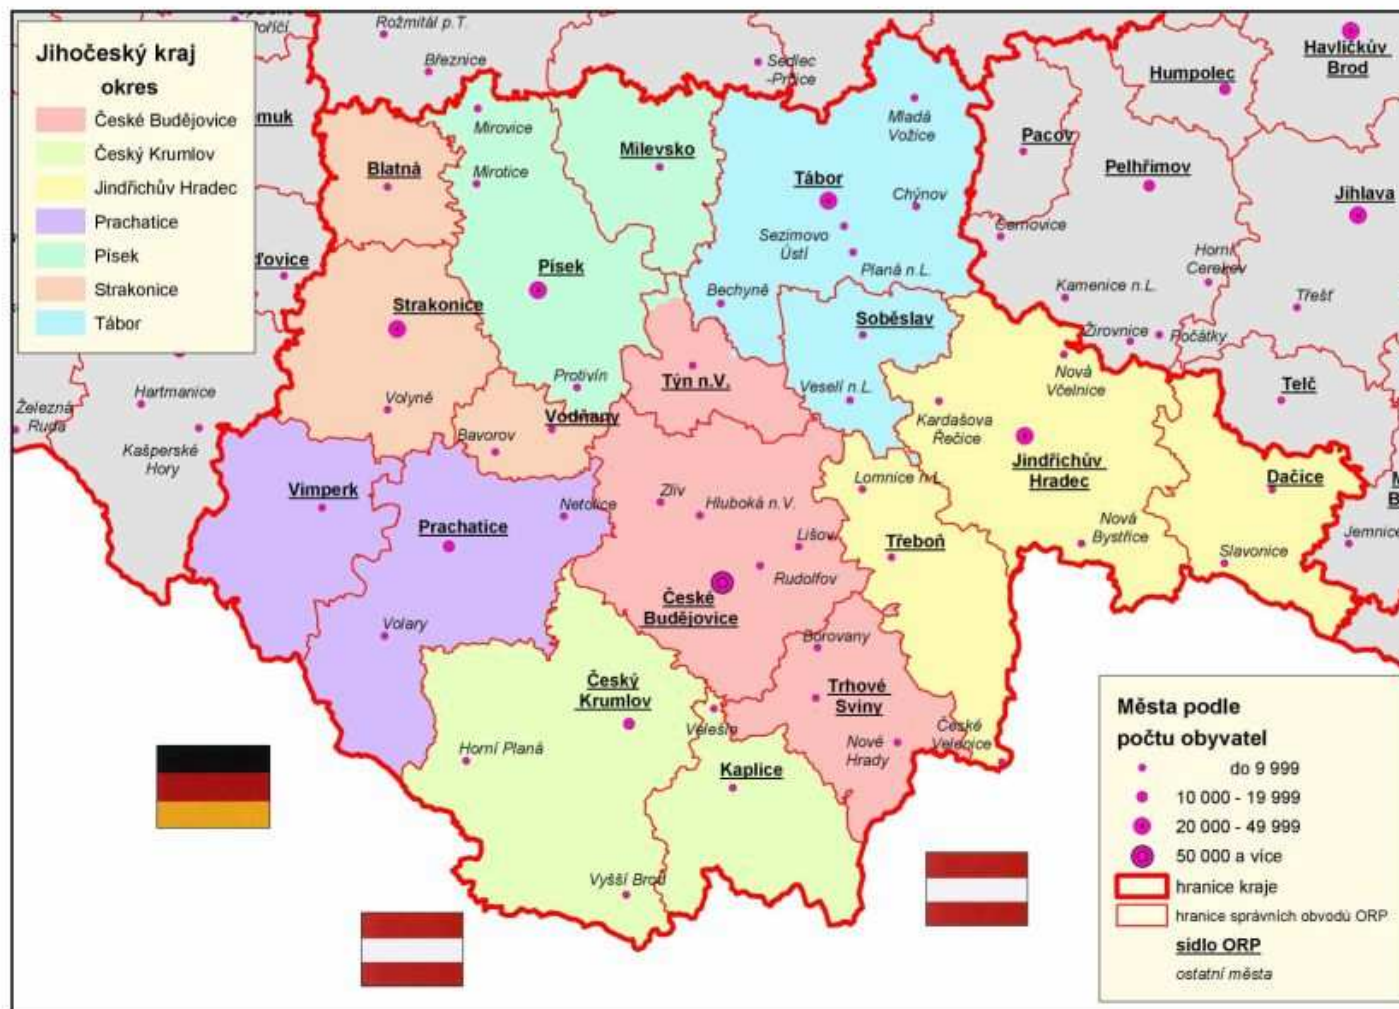 Jihočeský kraj
okres
České Budějovice
Český Krumlov
Jindřichův Hradec
Prachatice
Písek
Strakonice
Tábor
Rožmitál p.T.
Březnice
Sedlec
-Prčice
Havlíčkův
Brod
Humpolec
Mirovice
Mladá
Vožice
Pacov
Milevsko
Blatná
Mirotice
Pelhřimov
Tábor
Chýnov
Jihlava
Sezimovo
Ústí
Černovice
Planá n.L.
Horní
Cerekev
Písek
Bechyně
Kamenice n.L.
Třešť
Strakonice
Soběslav
Žirovnice
Počátky
Týn n.V.
Nová
Včelnice
Telč
Hartmanice
Protivín
Veselí n.L.
Železná
Ruda
Volyně
Vodňany
Kardašova
Řečice
Kašperské
Hory
Bavorov
Jindřichův
Hradec
Vimperk
Lomnice n.L.
Dačice
Zliv
Hluboká n.V.
Netolice
Prachatice
Nová
Bystřice
Jemnice
Lišov
Třeboň
Slavonice
Rudolfov
České
Budějovice
Volary
Borovany
Český
Krumlov
Trhové
Sviny
Velešín
České
Velenice
Horní Planá
Nové
Hrady
Kaplice
Vyšší Brod
Města podle
počtu obyvatel
do 9 999
10 000 - 19 999
20 000 - 49 999
50 000 a více
hranice kraje
hranice správních obvodů ORP
sídlo ORP
ostatní města